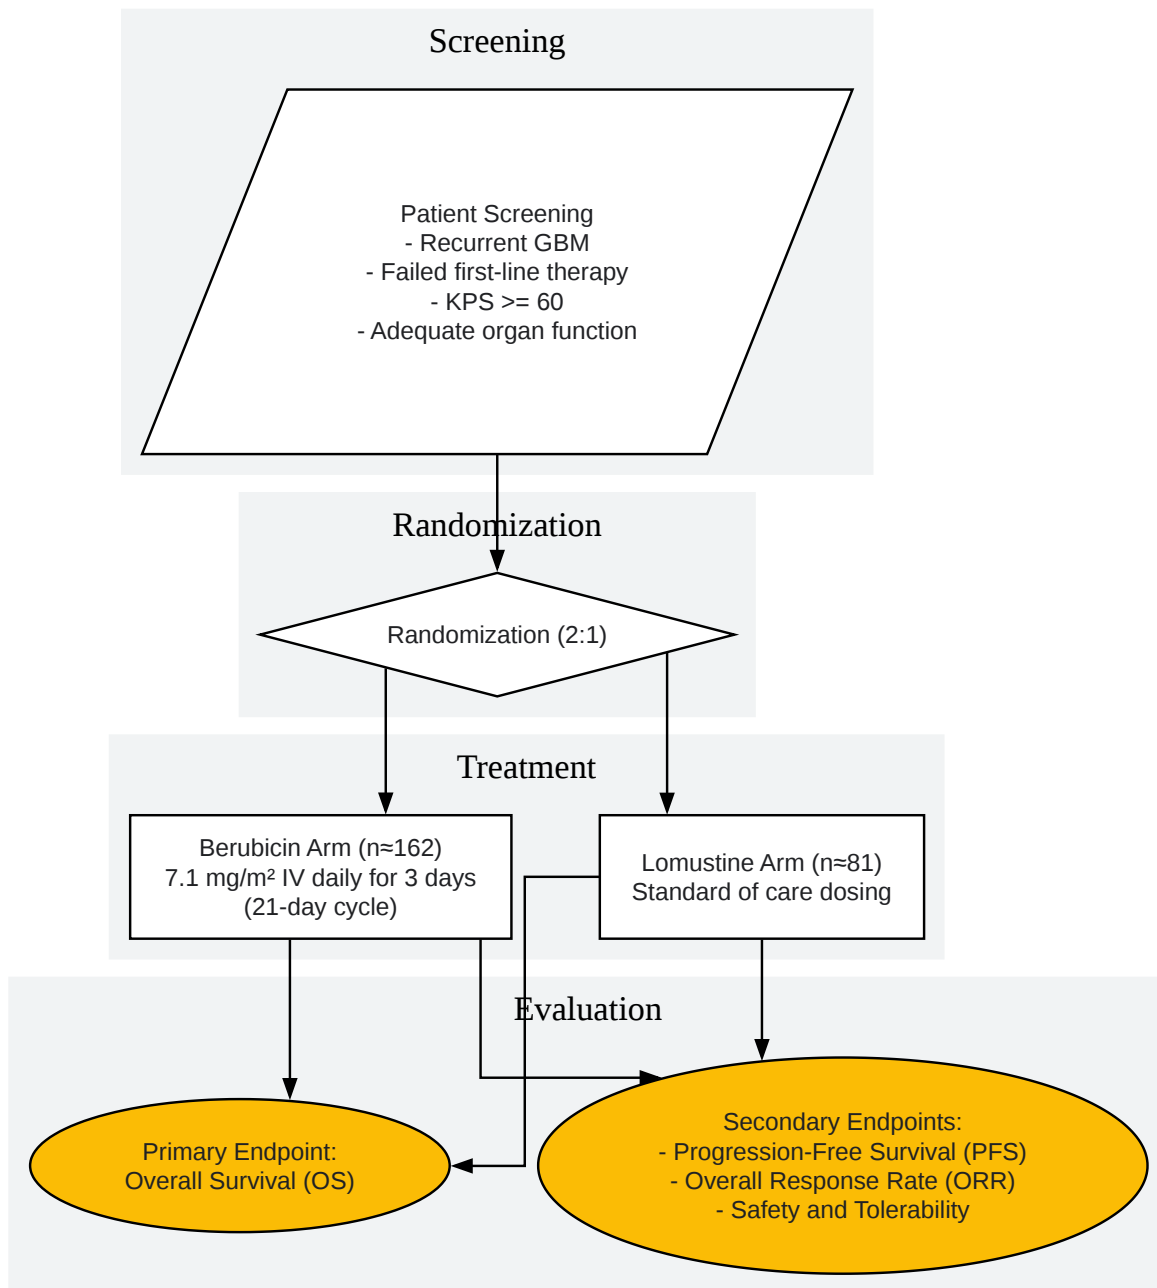 Screening
Patient Screening
- Recurrent GBM
- Failed first-line therapy
- KPS >= 60
- Adequate organ function
Randomization
Randomization (2:1)
Treatment
Berubicin Arm (n≈162)
7.1 mg/m² IV daily for 3 days
(21-day cycle)
Lomustine Arm (n≈81)
Standard of care dosing
Evaluation
Primary Endpoint:
Overall Survival (OS)
Secondary Endpoints:
- Progression-Free Survival (PFS)
- Overall Response Rate (ORR)
- Safety and Tolerability